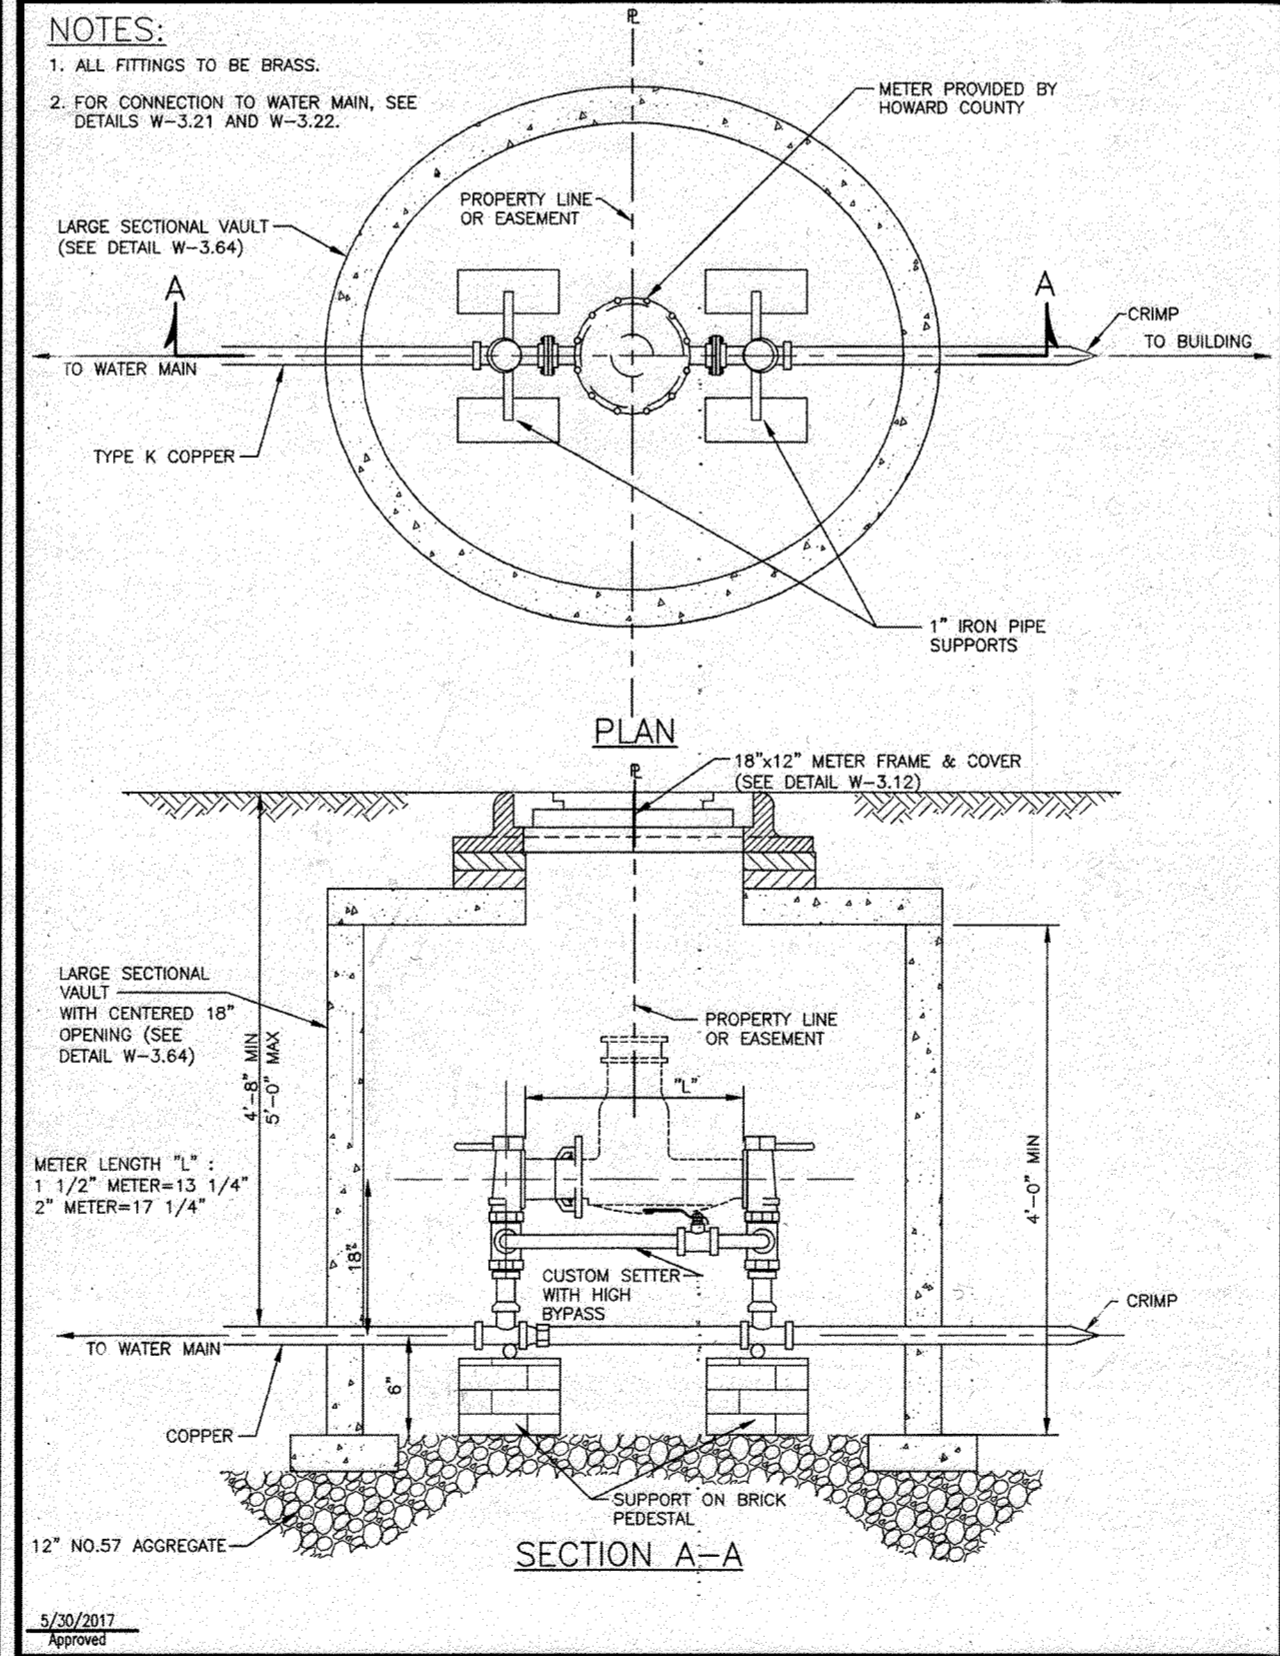 NOTES:
1. ALL FITTINGS TO BE BRASS.
2. FOR CONNECTION TO WATER MAIN, SEE
DETAILS W-3.21 AND W-3.22.
PL
METER PROVIDED BY
HOWARD COUNTY
PROPERTY LINE
OR EASEMENT
LARGE SECTIONAL VAULT
(SEE DETAIL W-3.64)
A
A
CRIMP
TO BUILDING
TO WATER MAIN
TYPE K COPPER
1" IRON PIPE
SUPPORTS
PLAN
PL
18"x12" METER FRAME & COVER
(SEE DETAIL W-3.12)
LARGE SECTIONAL
VAULT
WITH CENTERED 18"
OPENING (SEE
DETAIL W-3.64)
4'-8" MIN
5'-0" MAX
PROPERTY LINE
OR EASEMENT
"L"
METER LENGTH "L" :
1 1/2" METER=13 1/4"
2" METER=17 1/4"
4'-0" MIN
18"
CUSTOM SETTER
WITH HIGH
BYPASS
CRIMP
TO WATER MAIN
6"
COPPER
SUPPORT ON BRICK
PEDESTAL
12" NO.57 AGGREGATE
SECTION A-A
5/30/2017
Approved